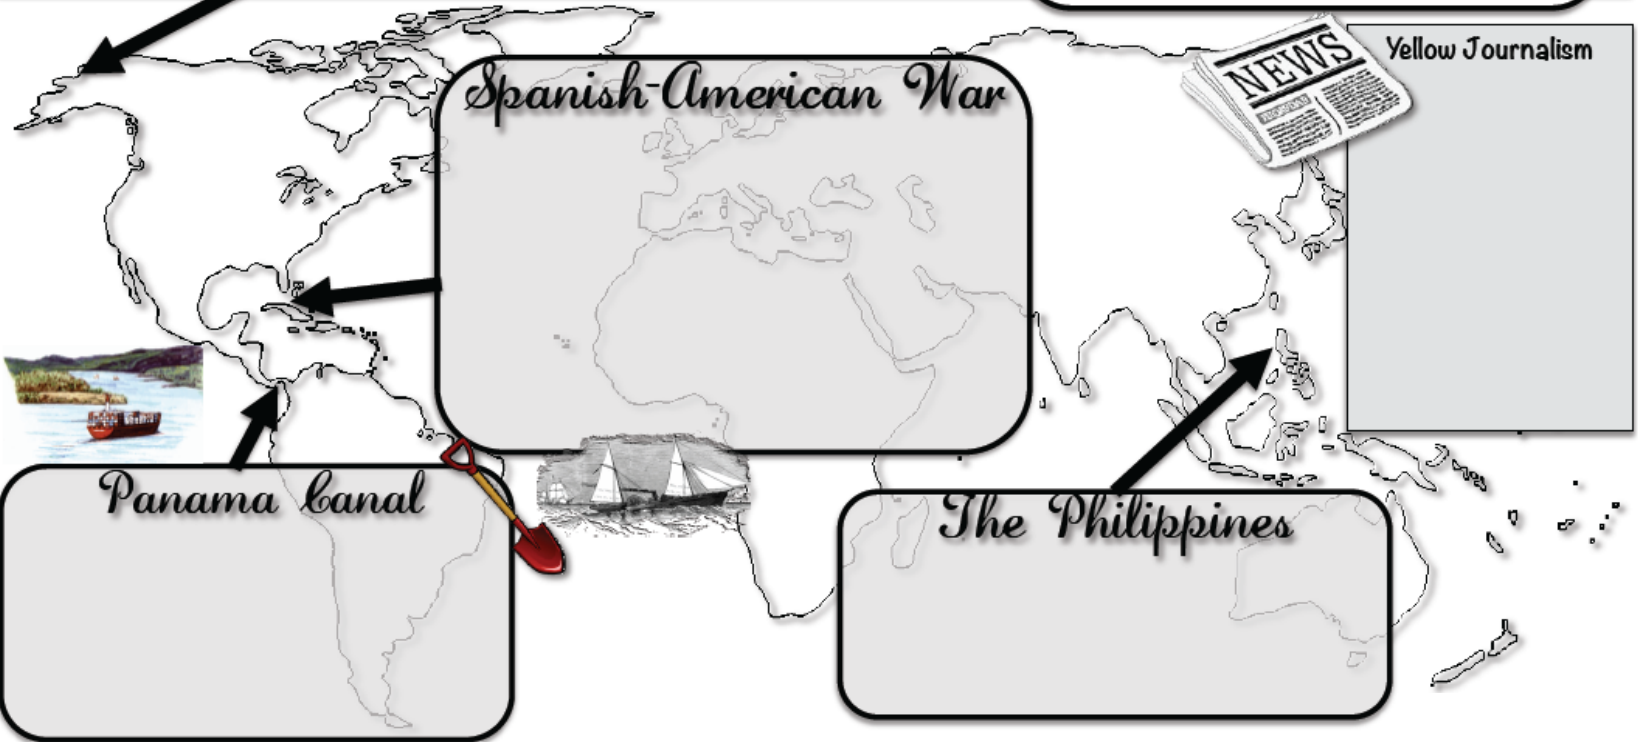 Spanish-American War
NEWS
Yellow Journalism
Panama Canal
The Philippines